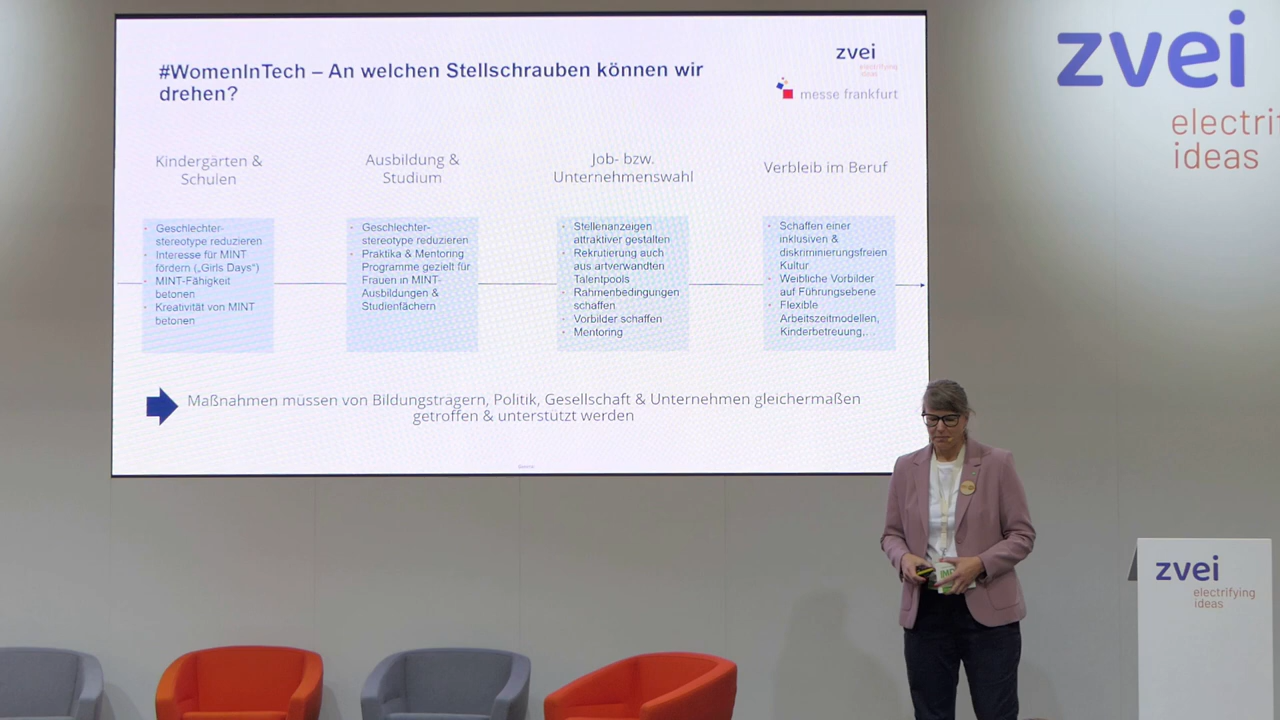 #WomenInTech – An welchen Stellschrauben können wir
drehen?
zvei
electrifying
ideas
messe frankfurt
Kindergärten &
Schulen
Geschlechter-
stereotype reduzieren
Interesse für MINT
fördern („Girls Days“)
MINT-Fähigkeit
betonen
Kreativität von MINT
betonen
Ausbildung &
Studium
Geschlechter-
stereotype reduzieren
Praktika & Mentoring
Programme gezielt für
Frauen in MINT-
Ausbildungen &
Studienfächern
Job- bzw.
Unternehmenswahl
Stellenanzeigen
attraktiver gestalten
Rekrutierung auch
aus artverwandten
Talentpools
Rahmenbedingungen
schaffen
Vorbilder schaffen
Mentoring
Verbleib im Beruf
Schaffen einer
inklusiven &
diskriminierungsfreien
Kultur
Weibliche Vorbilder
auf Führungsebene
Flexible
Arbeitszeitmodellen,
Kinderbetreuung,...
Maßnahmen müssen von Bildungsträgern, Politik, Gesellschaft & Unternehmen gleichermaßen
getroffen & unterstützt werden
zvei
electrif
ideas
zvei
electrifying
ideas